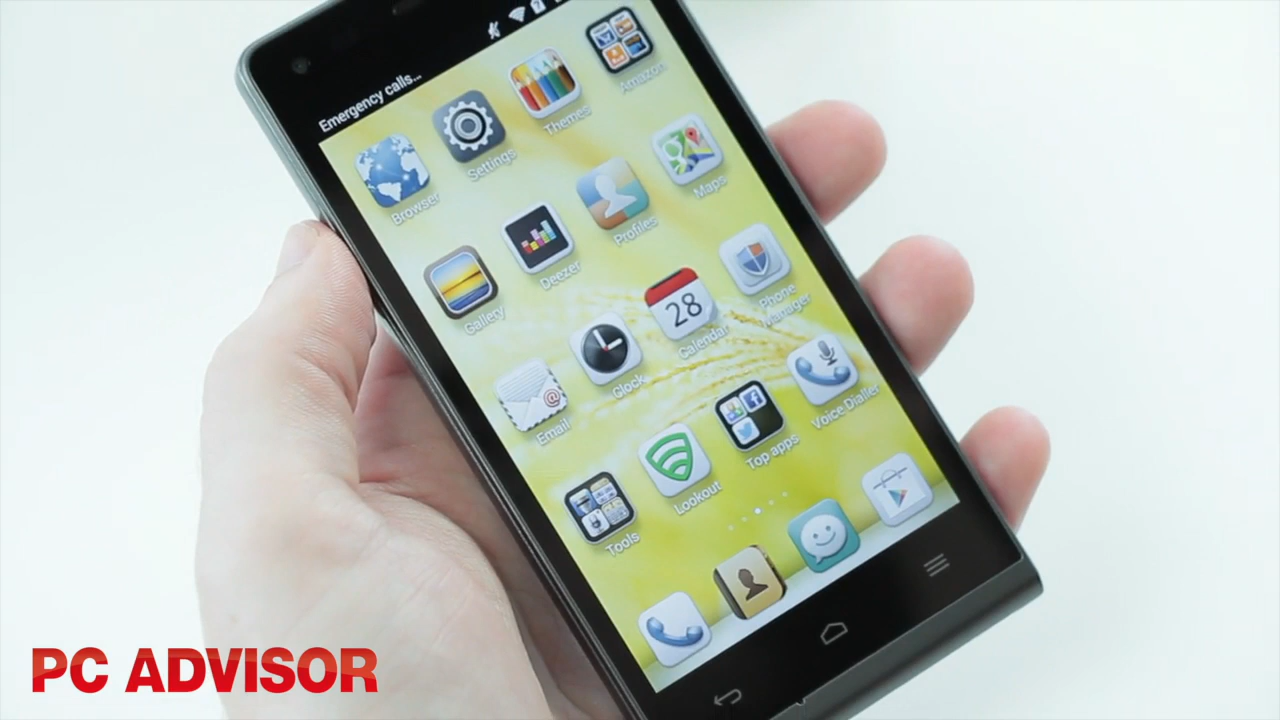 Emergency calls...
Browser
Settings
Themes
Amazon
Gallery
Deezer
Profiles
Maps
Email
Clock
28
Calendar
Phone
Manager
Tools
Lookout
Top apps
Voice Dialler
PC ADVISOR